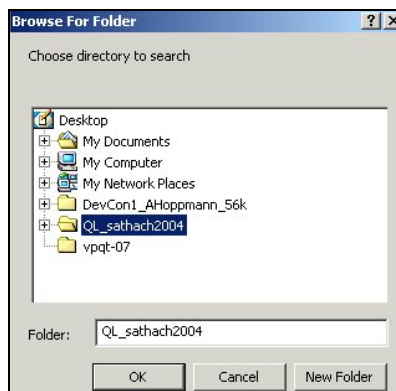 Browse For Folder
Choose directory to search
Desktop
My Documents
My Computer
My Network Places
DevCon1_AHoppmann_56k
QL_sathach2004
vpqt-07
Folder: QL_sathach2004
OK Cancel New Folder